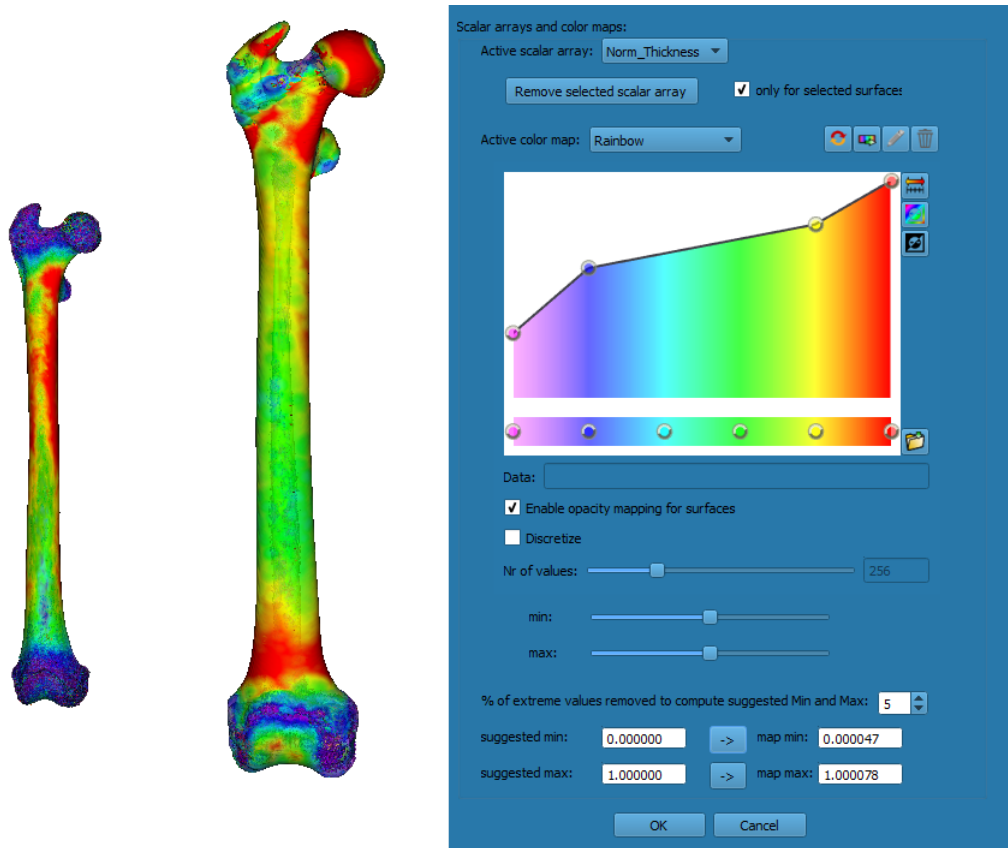 Scalar arrays and color maps:
Active scalar array: Norm_Thickness
Remove selected scalar array only for selected surfaces
Active color map: Rainbow
Data:
Enable opacity mapping for surfaces
Discretize
Nr of values: 256
min:
max:
% of extreme values removed to compute suggested Min and Max: 5
suggested min: 0.000000 -> map min: 0.000047
suggested max: 1.000000 -> map max: 1.000078
OK Cancel